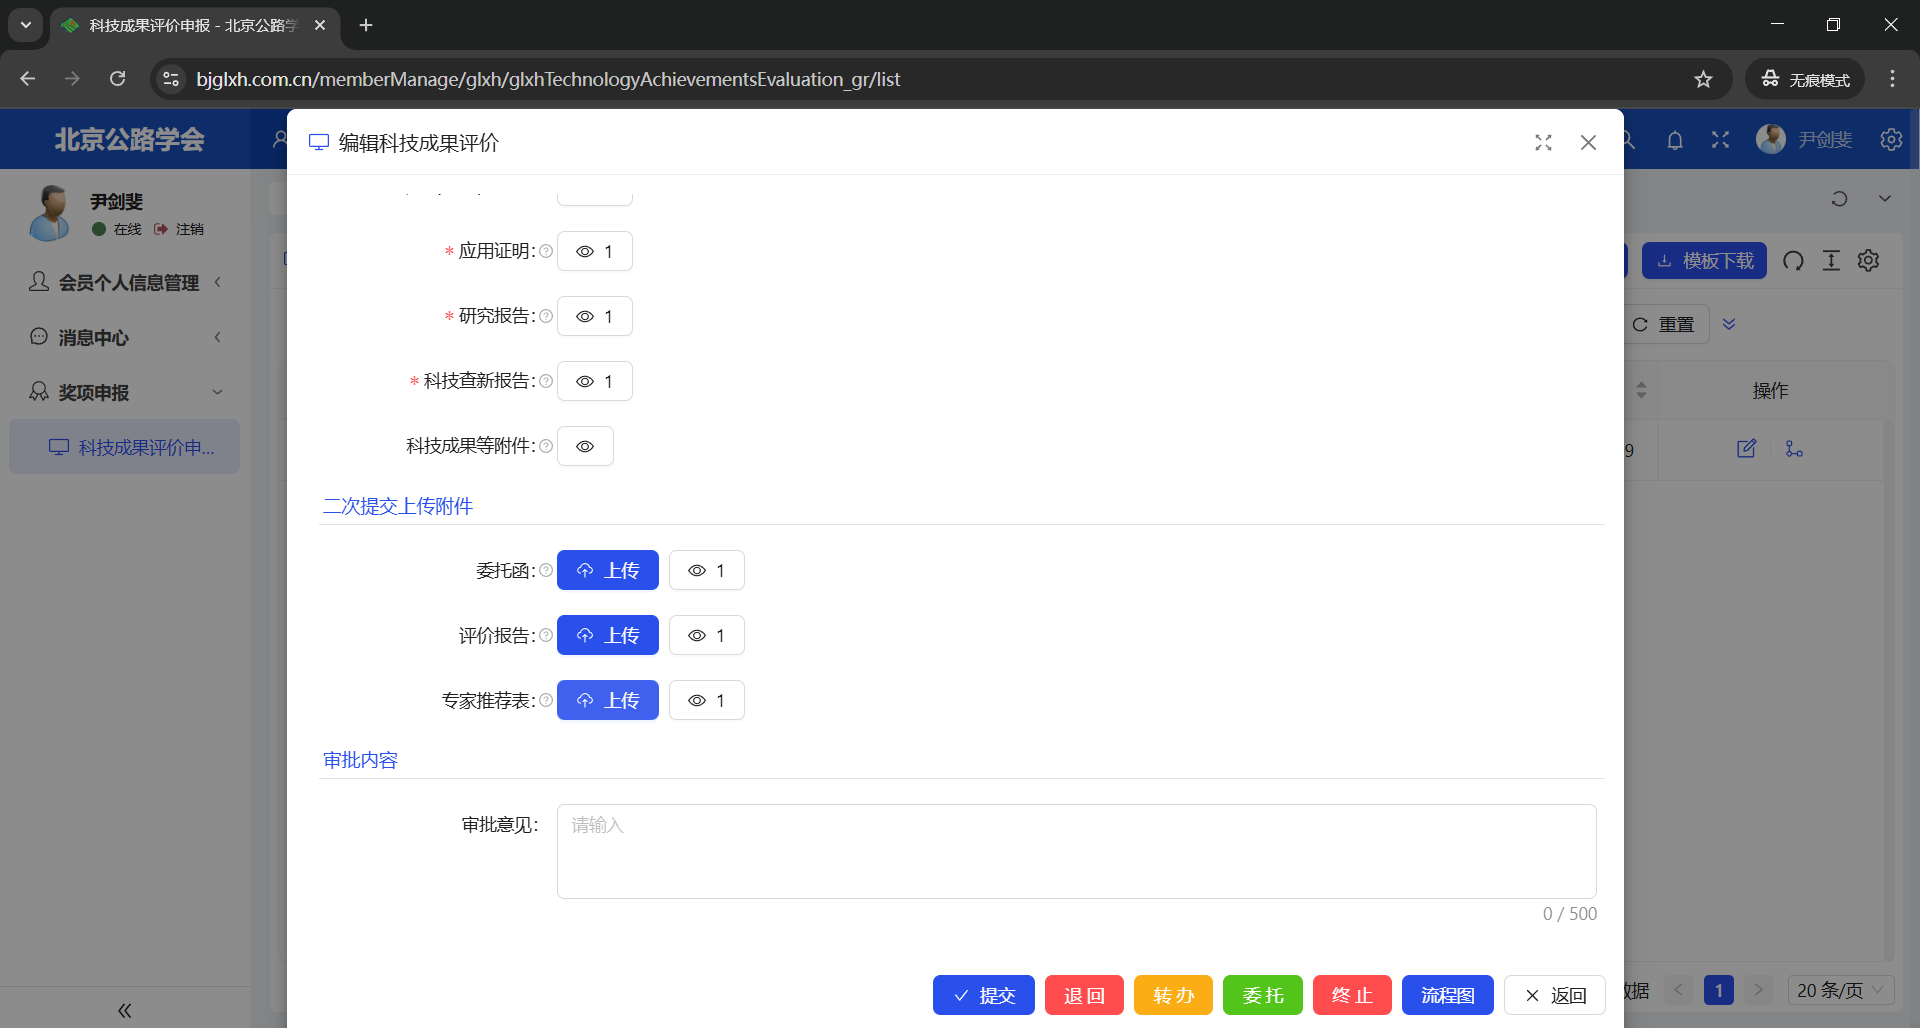 科技成果评价申报 - 北京公路学
bjglxh.com.cn/memberManage/glxh/glxhTechnologyAchievementsEvaluation_gr/list
无痕模式
北京公路学会
编辑科技成果评价
尹剑斐
尹剑斐
在线 注销
会员个人信息管理
消息中心
奖项申报
科技成果评价申...
模板下载
重置
操作
9
* 应用证明: 1
* 研究报告: 1
* 科技查新报告: 1
科技成果等附件:
二次提交上传附件
委托函: 上传 1
评价报告: 上传 1
专家推荐表: 上传 1
审批内容
审批意见: 请输入
0 / 500
提交 退回 转办 委托 终止 流程图 返回
数据 1 20 条/页